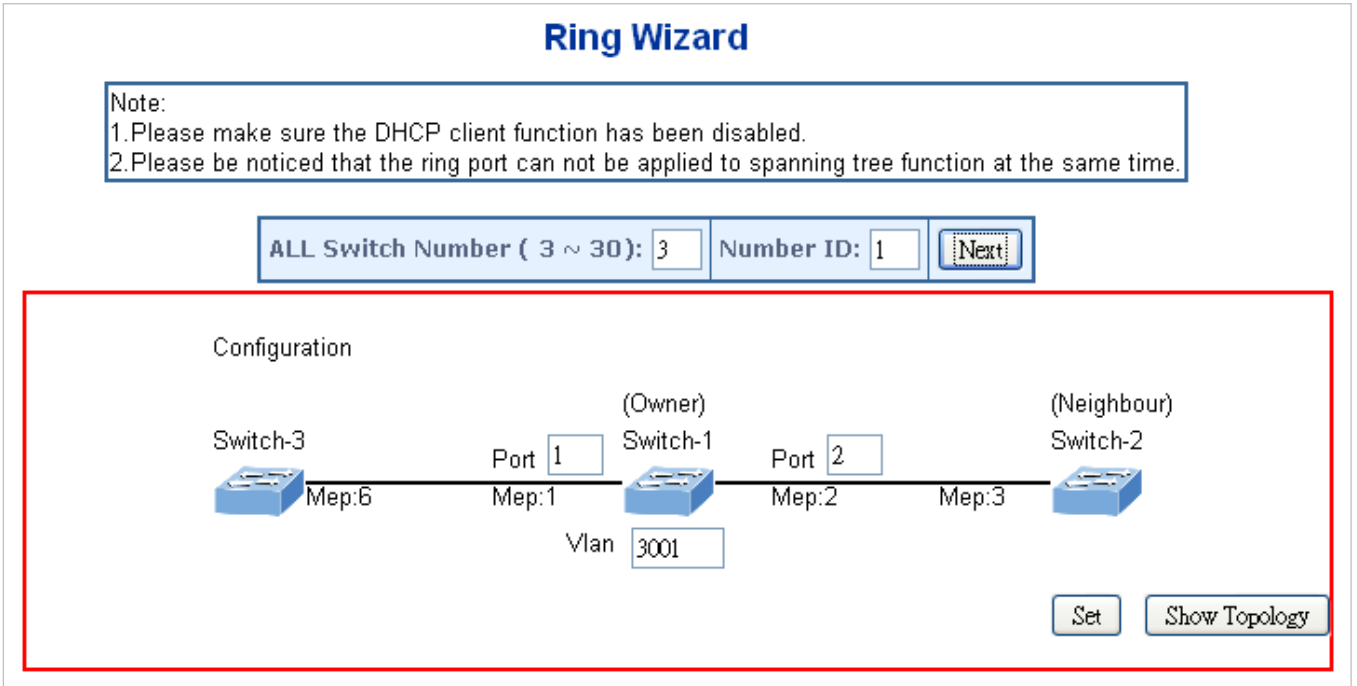 Ring Wizard
Note:
1.Please make sure the DHCP client function has been disabled.
2.Please be noticed that the ring port can not be applied to spanning tree function at the same time.
ALL Switch Number ( 3 ~ 30): 3 Number ID: 1 Next
Configuration
(Owner) (Neighbour)
Switch-3 Port 1 Switch-1 Port 2 Switch-2
Mep:6 Mep:1 Mep:2 Mep:3
Vlan 3001
Set Show Topology